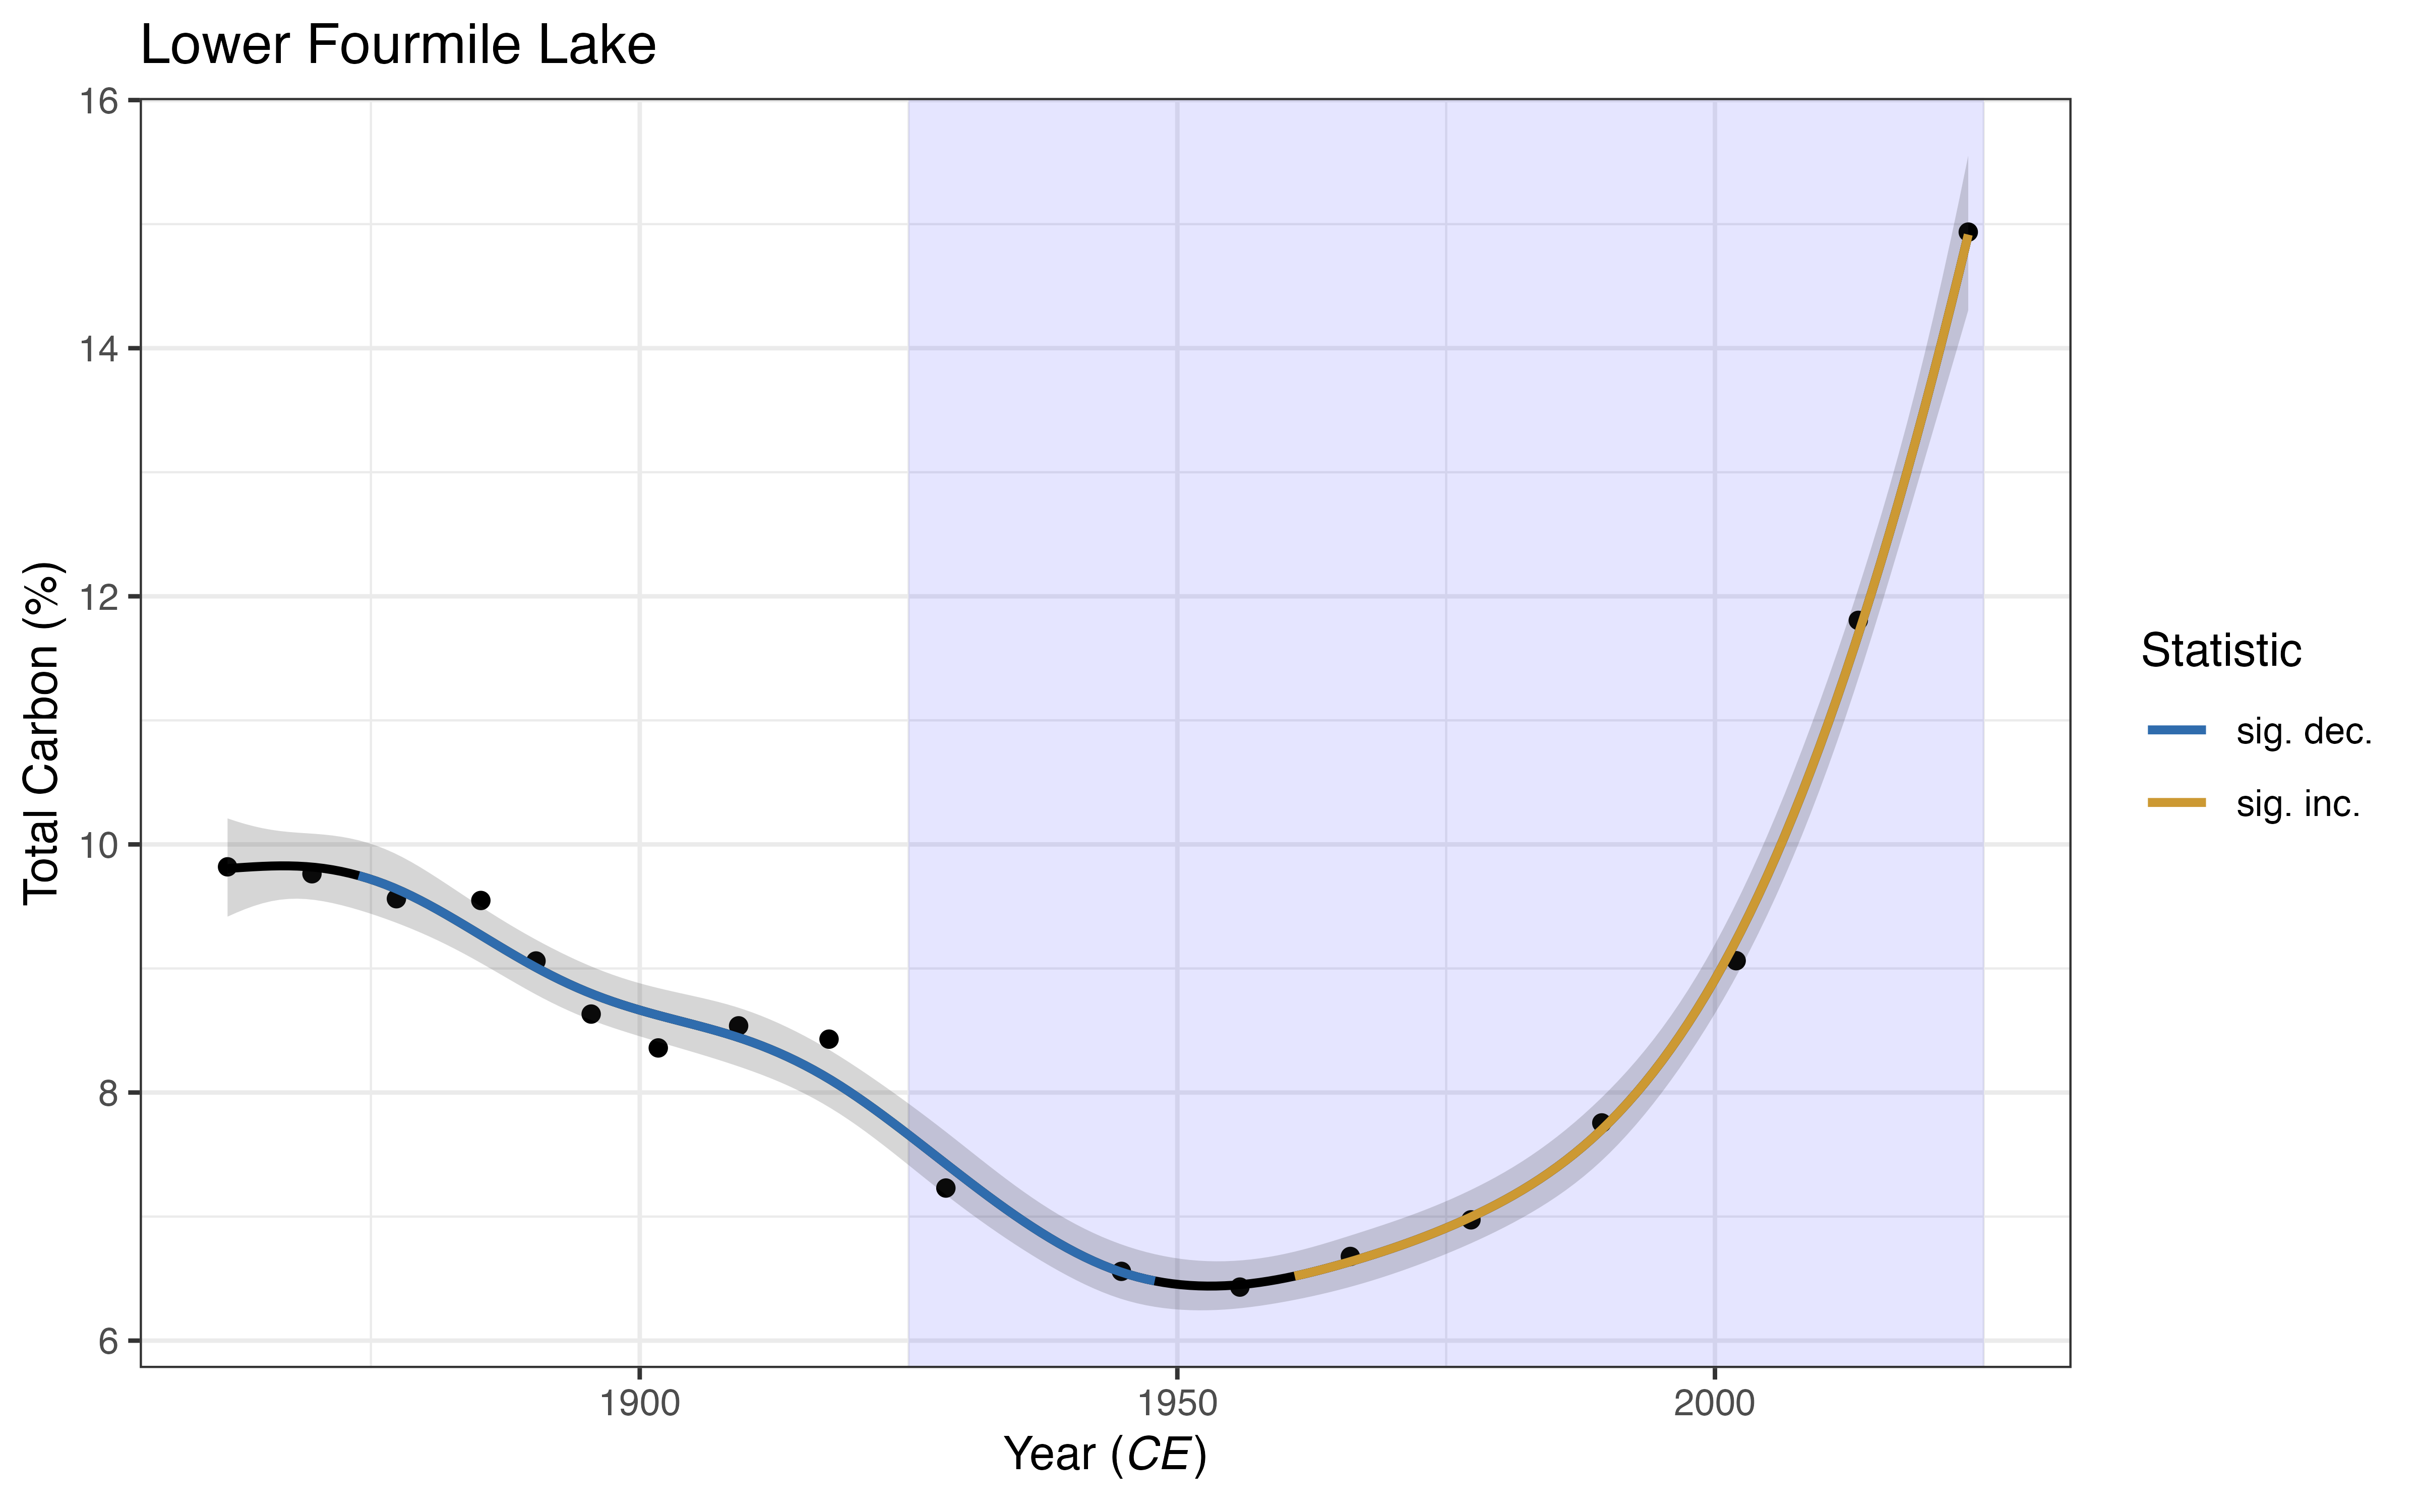 Lower Fourmile Lake
16
14
12
10
8
6
Total Carbon (%)
1900 1950 2000
Year (CE)
Statistic
sig. dec.
sig. inc.